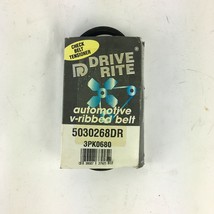 CHECK
BELT
TENSIONER
DRIVE
RITE
automotive
v-ribbed belt
5030268DR
3PK0680